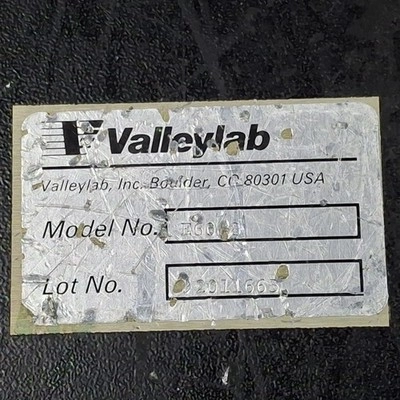 Valleylab
Valleylab, Inc. Boulder, CO 80301 USA
Model No.
Lot No.